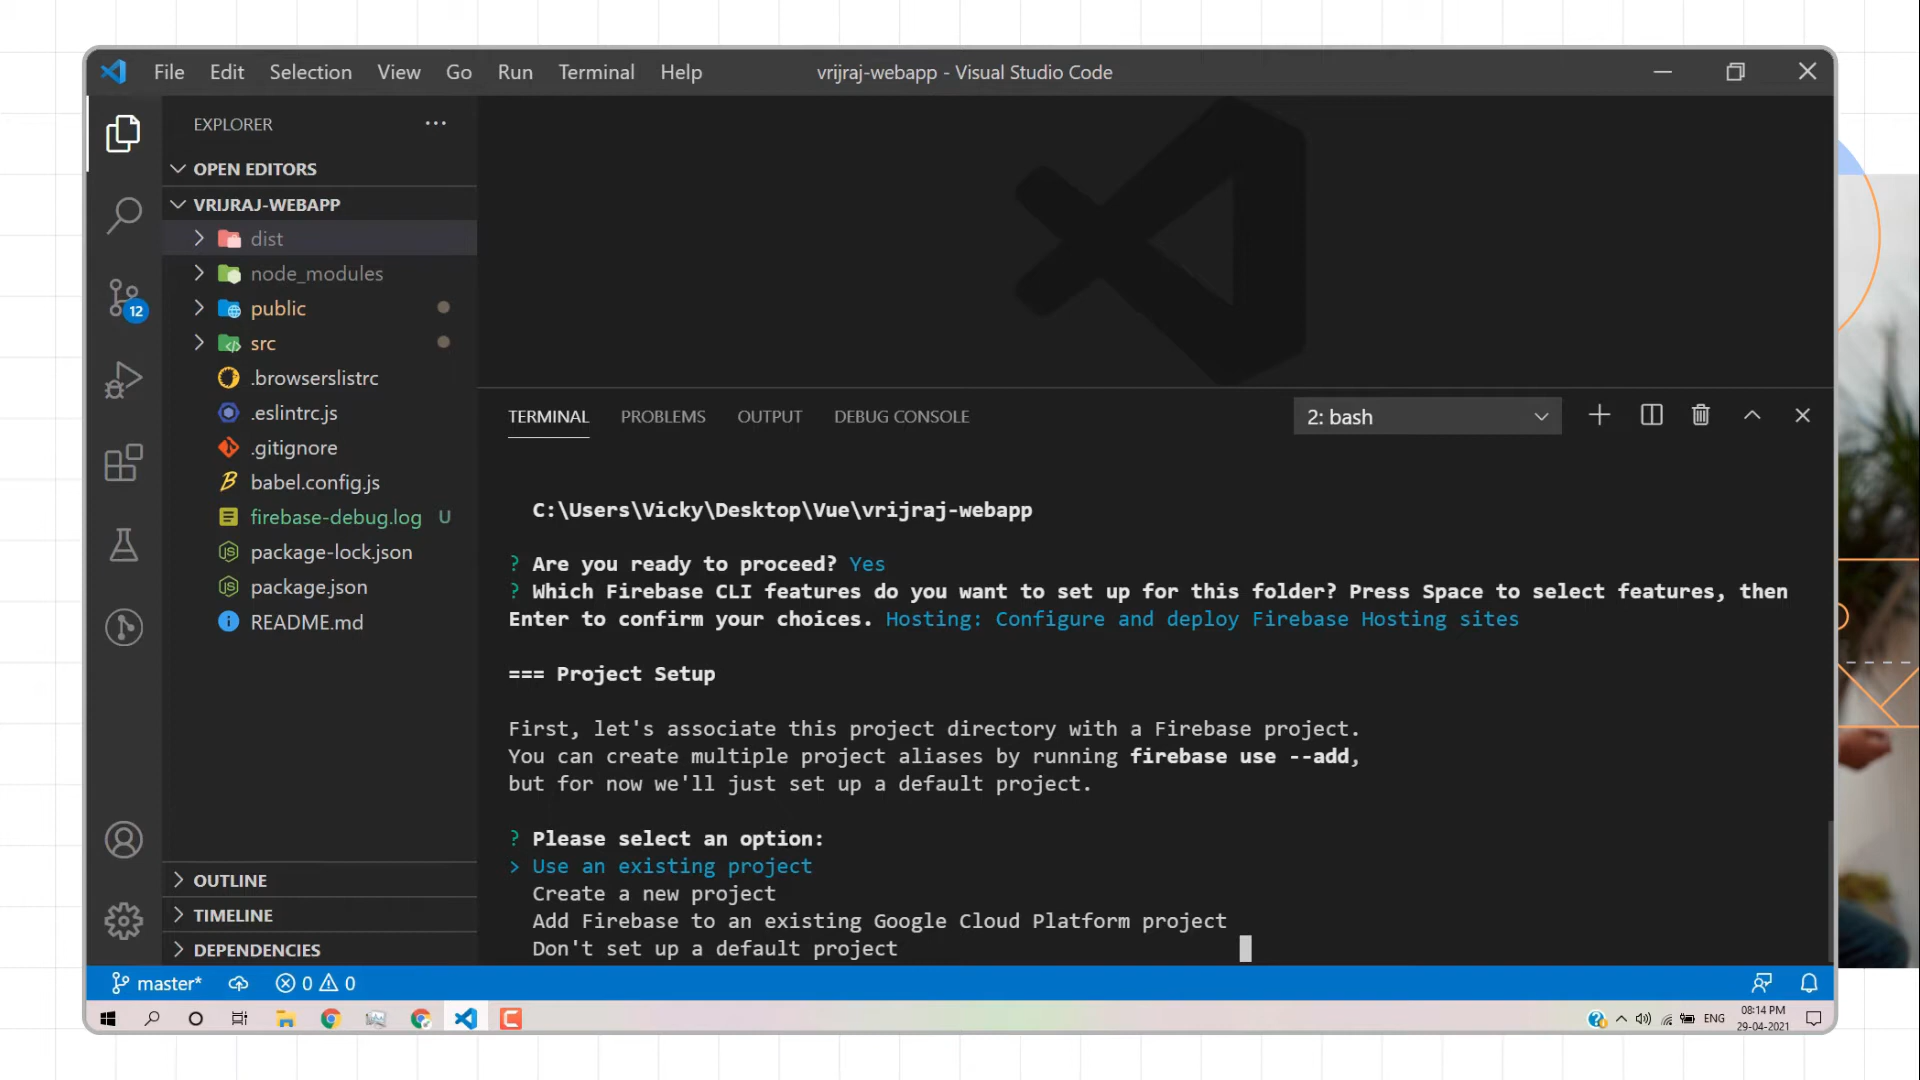 File Edit Selection View Go Run Terminal Help
vrijraj-webapp - Visual Studio Code
EXPLORER
OPEN EDITORS
VRIJRAJ-WEBAPP
dist
node_modules
public
src
.browserslistrc
.eslintrc.js
.gitignore
babel.config.js
firebase-debug.log U
package-lock.json
package.json
README.md
12
OUTLINE
TIMELINE
DEPENDENCIES
TERMINAL PROBLEMS OUTPUT DEBUG CONSOLE
2: bash
C:\Users\Vicky\Desktop\Vue\vrijraj-webapp
? Are you ready to proceed? Yes
? Which Firebase CLI features do you want to set up for this folder? Press Space to select features, then
Enter to confirm your choices. Hosting: Configure and deploy Firebase Hosting sites
=== Project Setup
First, let's associate this project directory with a Firebase project.
You can create multiple project aliases by running firebase use --add,
but for now we'll just set up a default project.
? Please select an option:
> Use an existing project
Create a new project
Add Firebase to an existing Google Cloud Platform project
Don't set up a default project
master* 0 0
ENG
08:14 PM
29-04-2021